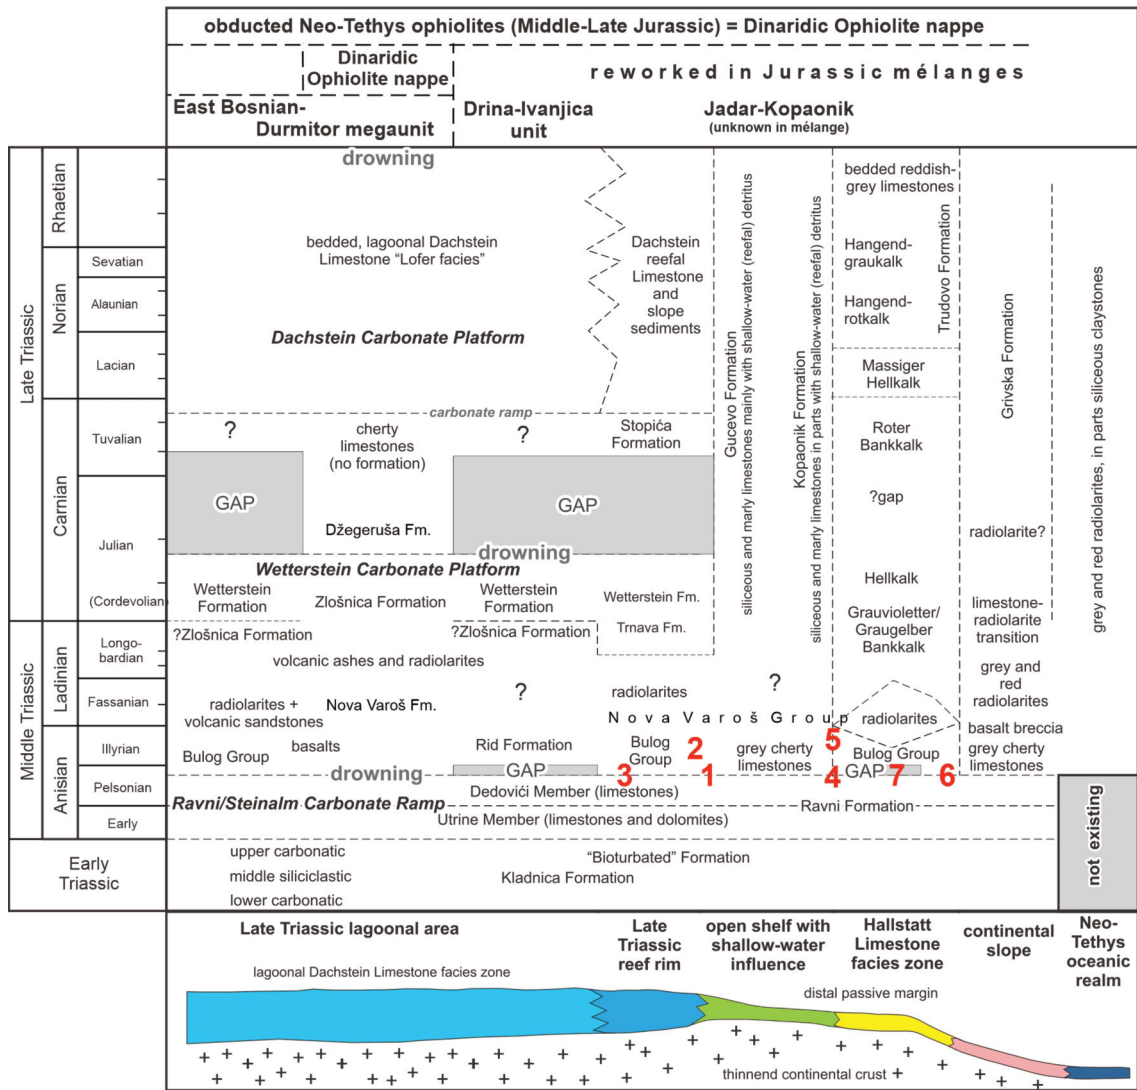 obducted Neo-Tethys ophiolites (Middle-Late Jurassic) = Dinaridic Ophiolite nappe
Dinaridic
Ophiolite nappe
reworked in Jurassic mélanges
East Bosnian-
Durmitor megaunit
Drina-Ivanjica
unit
Jadar-Kopaonik
(unknown in mélange)
Late Triassic
Rhaetian
Norian
Sevatian
Alaunian
Lacian
Carnian
Tuvalian
Julian
(Cordevolian)
Middle Triassic
Ladinian
Longo-
bardian
Fassanian
Anisian
Illyrian
Pelsonian
Early
Early
Triassic
drowning
bedded, lagoonal Dachstein
Limestone “Lofer facies”
Dachstein Carbonate Platform
Dachstein
reefal
Limestone
and
slope
sediments
carbonate ramp
?
cherty
limestones
(no formation)
?
Stopića
Formation
GAP
Džegeruša Fm.
GAP
drowning
Wetterstein Carbonate Platform
Wetterstein
Formation
Zlošnica Formation
Wetterstein
Formation
Wetterstein Fm.
?Zlošnica Formation
?Zlošnica Formation
Trnava Fm.
volcanic ashes and radiolarites
radiolarites +
volcanic sandstones
Nova Varoš Fm.
?
radiolarites
?
Nova Varoš Group
Bulog Group
basalts
Rid Formation
Bulog
Group
2
grey cherty
limestones
5
drowning
GAP
3
1
4
Dedovići Member (limestones)
Ravni/Steinalm Carbonate Ramp
Ravni Formation
Utrine Member (limestones and dolomites)
upper carbonatic
middle siliciclastic
lower carbonatic
“Bioturbated” Formation
Kladnica Formation
Gucevo Formation
siliceous and marly limestones mainly with shallow-water (reefal) detritus
Kopaonik Formation
siliceous and marly limestones in parts with shallow-water (reefal) detritus
bedded reddish-
grey limestones
Hangend-
graukalk
Hangend-
rotkalk
Trudovo Formation
Massiger
Hellkalk
Roter
Bankkalk
?gap
Hellkalk
Grauvioletter/
Graugelber
Bankkalk
radiolarites
Bulog Group
GAP
7
6
Grivska Formation
radiolarite?
limestone-
radiolarite
transition
grey and
red
radiolarites
basalt breccia
grey cherty
limestones
grey and red radiolarites, in parts siliceous claystones
not existing
Late Triassic lagoonal area
Late
Triassic
reef rim
open shelf with
shallow-water
influence
Hallstatt
Limestone
facies zone
continental
slope
Neo-
Tethys
oceanic
realm
lagoonal Dachstein Limestone facies zone
distal passive margin
thinnend continental crust